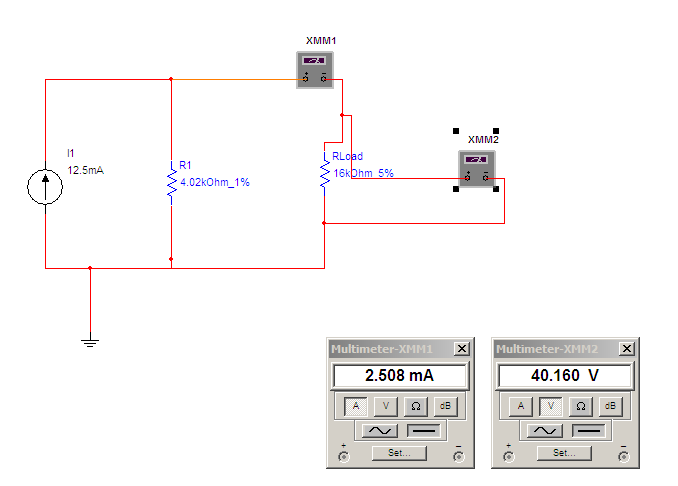 XMM1
XMM2
I1
12.5mA
R1
4.02kOhm_1%
RLoad
16kOhm_5%
Multimeter-XMM1
2.508 mA
A V Ω dB
Set...
+ −
Multimeter-XMM2
40.160 V
A V Ω dB
Set...
+ −